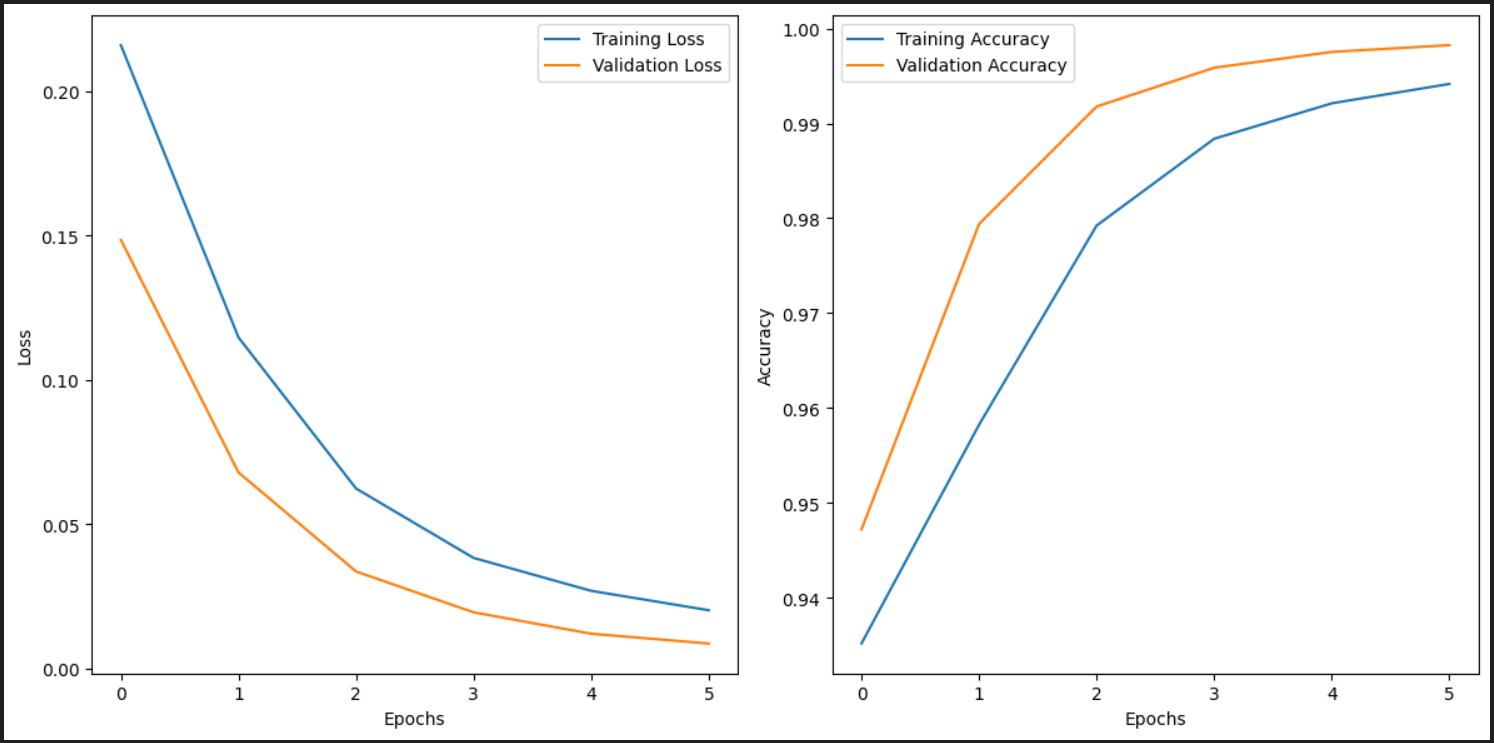 Training Loss
Validation Loss
0.20
0.15
0.10
0.05
0.00
Loss
0 1 2 3 4 5
Epochs
Training Accuracy
Validation Accuracy
1.00
0.99
0.98
0.97
0.96
0.95
0.94
Accuracy
0 1 2 3 4 5
Epochs